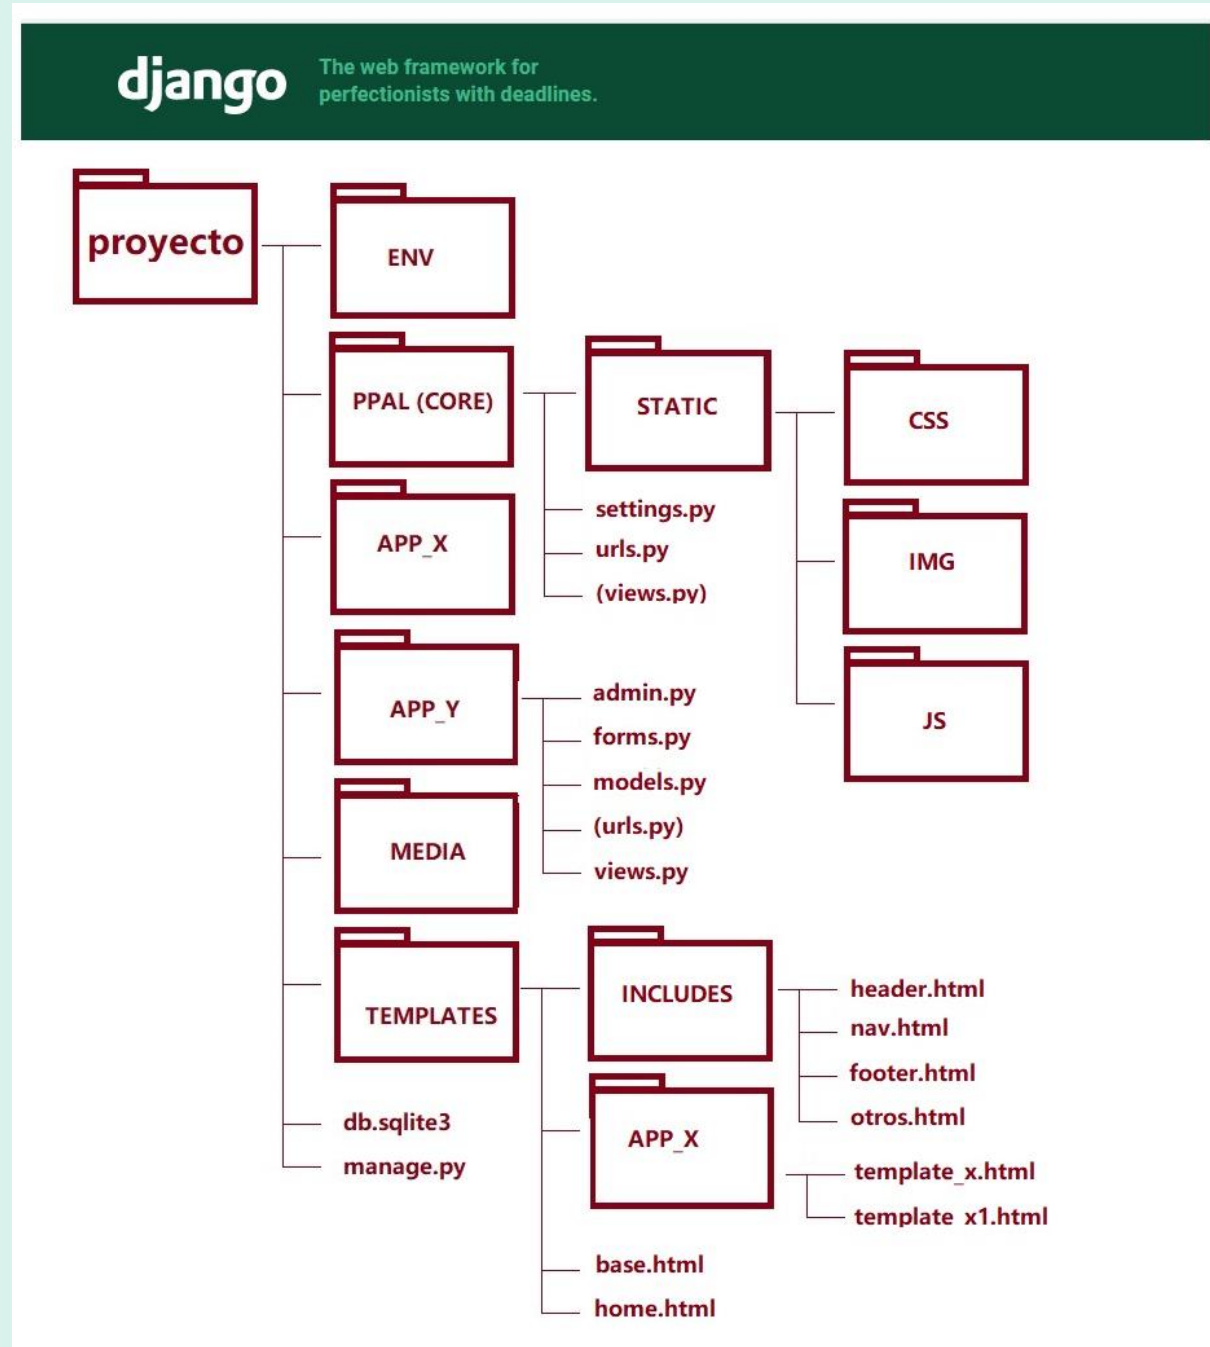 django
The web framework for
perfectionists with deadlines.
proyecto
ENV
PPAL (CORE)
STATIC
CSS
settings.py
urls.py
(views.py)
IMG
APP_X
JS
APP_Y
admin.py
forms.py
models.py
(urls.py)
views.py
MEDIA
TEMPLATES
INCLUDES
header.html
nav.html
footer.html
otros.html
APP_X
template_x.html
template_x1.html
db.sqlite3
manage.py
base.html
home.html